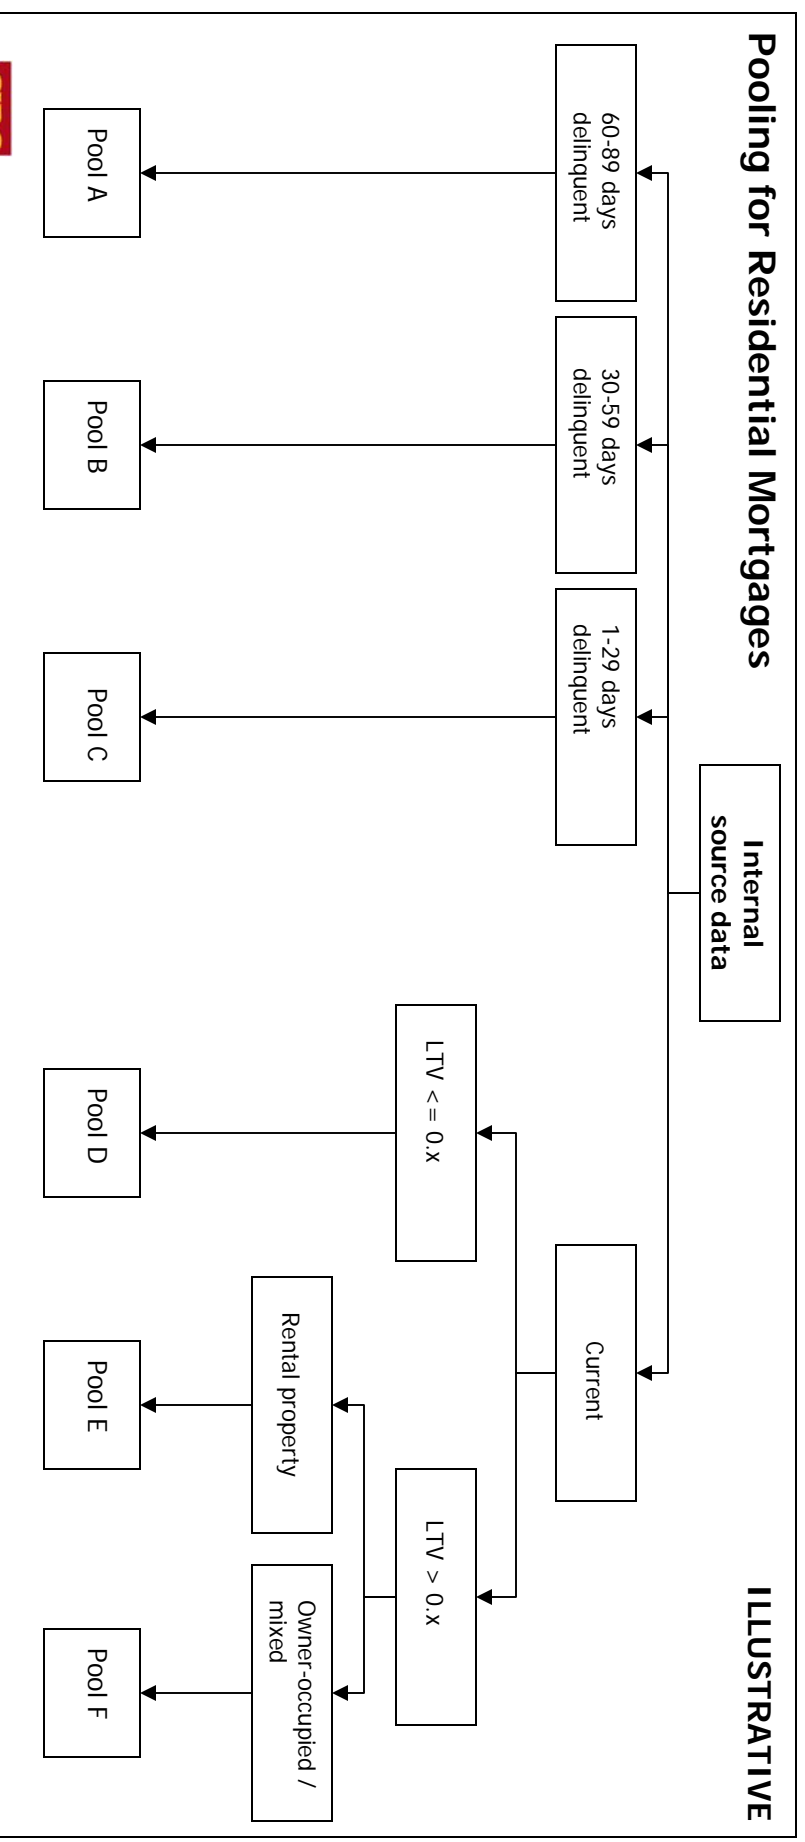 Pooling for Residential Mortgages
ILLUSTRATIVE
Internal
source data
60-89 days
delinquent
30-59 days
delinquent
1-29 days
delinquent
Current
LTV <= 0.x
LTV > 0.x
Rental property
Owner-occupied /
mixed
Pool A
Pool B
Pool C
Pool D
Pool E
Pool F